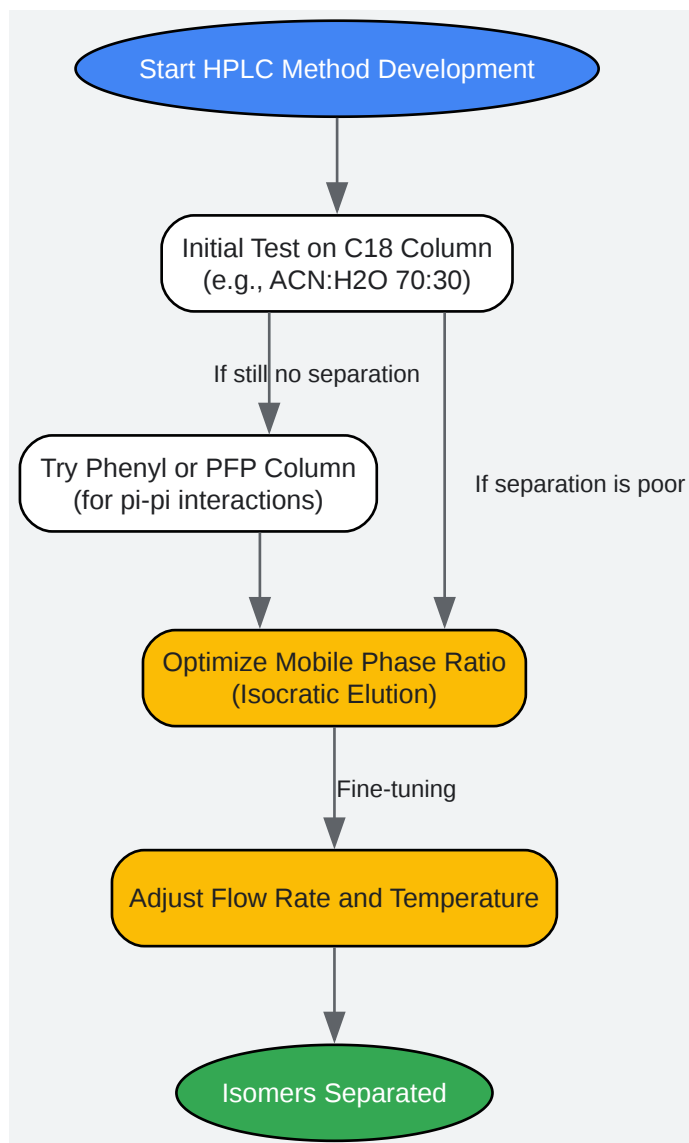 Start HPLC Method Development
Initial Test on C18 Column
(e.g., ACN:H2O 70:30)
If still no separation
Try Phenyl or PFP Column
(for pi-pi interactions)
If separation is poor
Optimize Mobile Phase Ratio
(Isocratic Elution)
Fine-tuning
Adjust Flow Rate and Temperature
Isomers Separated